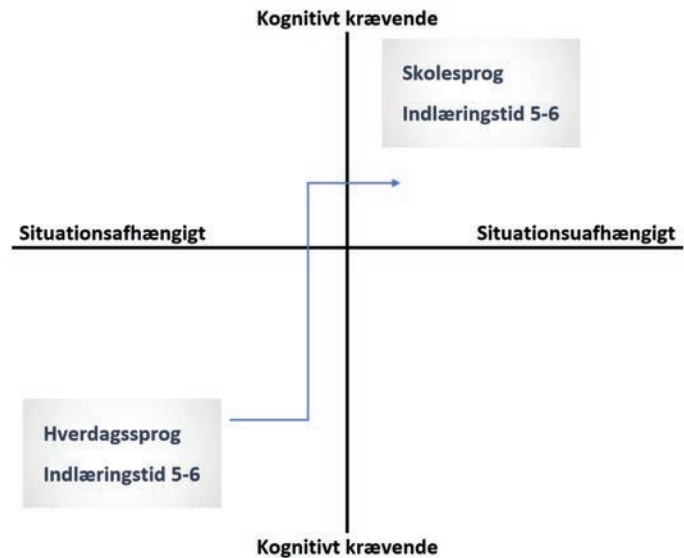 Kognitivt krævende
Skolesprog
Indlæringstid 5-6
Situationsafhængigt
Situationsuafhængigt
Hverdagssprog
Indlæringstid 5-6
Kognitivt krævende